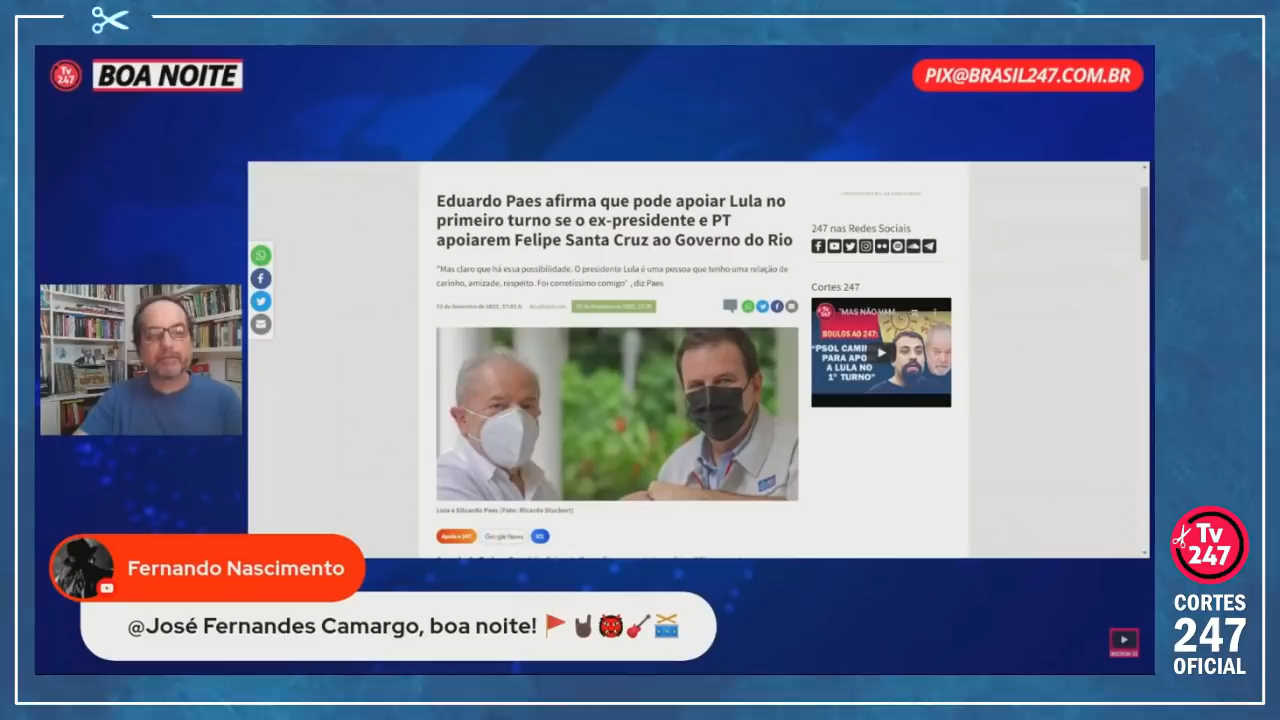 Tv
247
BOA NOITE
PIX@BRASIL247.COM.BR
Eduardo Paes afirma que pode apoiar Lula no
primeiro turno se o ex-presidente e PT
apoiarem Felipe Santa Cruz ao Governo do Rio
"Mas claro que há essa possibilidade. O presidente Lula é uma pessoa que tenho uma relação de
carinho, amizade, respeito. Foi corretíssimo comigo", diz Paes
247 nas Redes Sociais
Cortes 247
"MAS NÃO VAM
BOULOS AO 247:
"PSOL CAMI
PARA APO
A LULA NO
1º TURNO"
Lula e Eduardo Paes (Foto: Ricardo Stuckert)
Apoie o 247
Google News
Fernando Nascimento
@José Fernandes Camargo, boa noite!
Tv
247
CORTES
247
OFICIAL